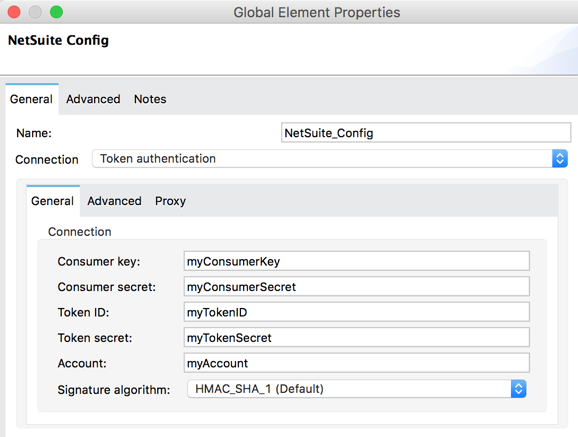 Global Element Properties
NetSuite Config
General Advanced Notes
Name: NetSuite_Config
Connection Token authentication
General Advanced Proxy
Connection
Consumer key: myConsumerKey
Consumer secret: myConsumerSecret
Token ID: myTokenID
Token secret: myTokenSecret
Account: myAccount
Signature algorithm: HMAC_SHA_1 (Default)